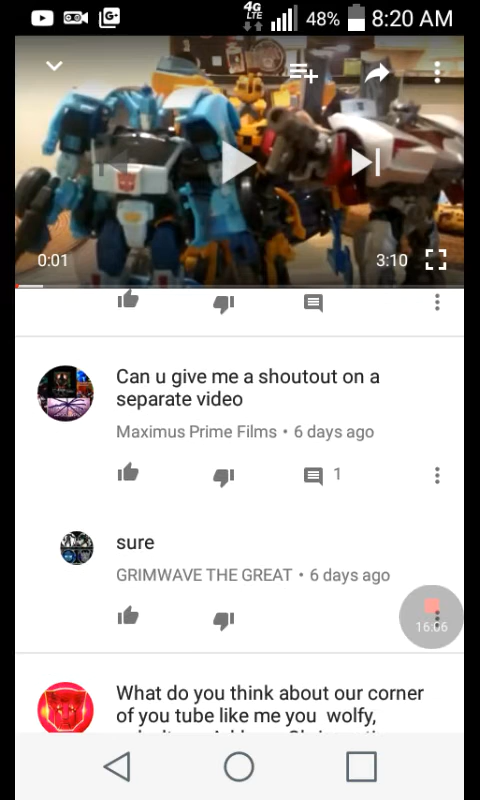 4G LTE 48% 8:20 AM
0:01 3:10
Can u give me a shoutout on a
separate video
Maximus Prime Films • 6 days ago
1
sure
GRIMWAVE THE GREAT • 6 days ago
16:06
What do you think about our corner
of you tube like me you  wolfy,